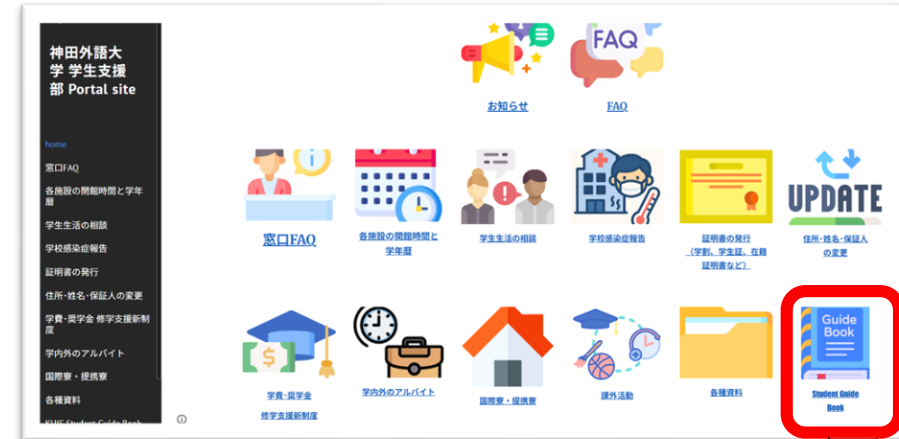 神田外語大
学 学生支援
部 Portal site
home
窓口FAQ
各施設の開館時間と学年
暦
学生生活の相談
学校感染症報告
証明書の発行
住所・姓名・保証人の変更
学費・奨学金 修学支援新制
度
学内外のアルバイト
国際寮・提携寮
各種資料
KUIS Student Guide Book
FAQ
お知らせ
FAQ
UPDATE
窓口FAQ
各施設の開館時間と
学年暦
学生生活の相談
学校感染症報告
証明書の発行
（学割、学生証、在籍
証明書など）
住所・姓名・保証人
の変更
Guide
Book
学費・奨学金
修学支援新制度
学内外のアルバイト
国際寮・提携寮
課外活動
各種資料
Student Guide
Book